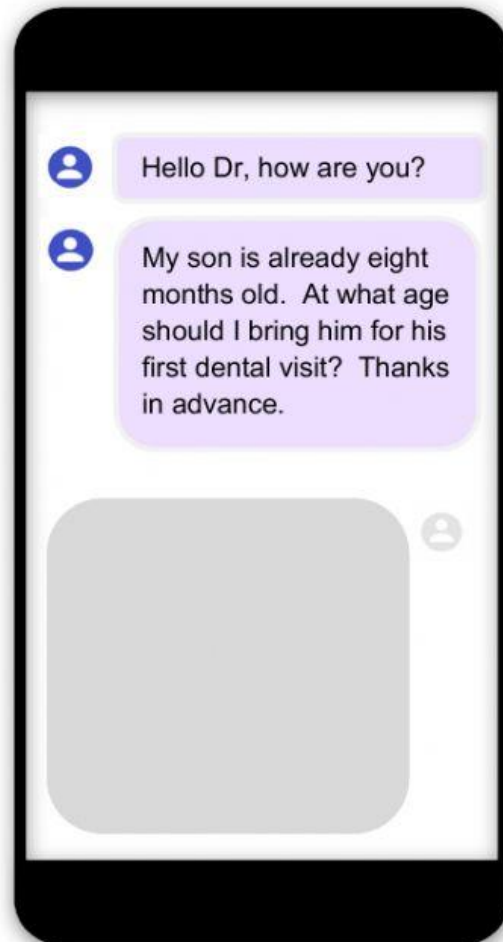 Hello Dr, how are you?
My son is already eight
months old.  At what age
should I bring him for his
first dental visit?  Thanks
in advance.